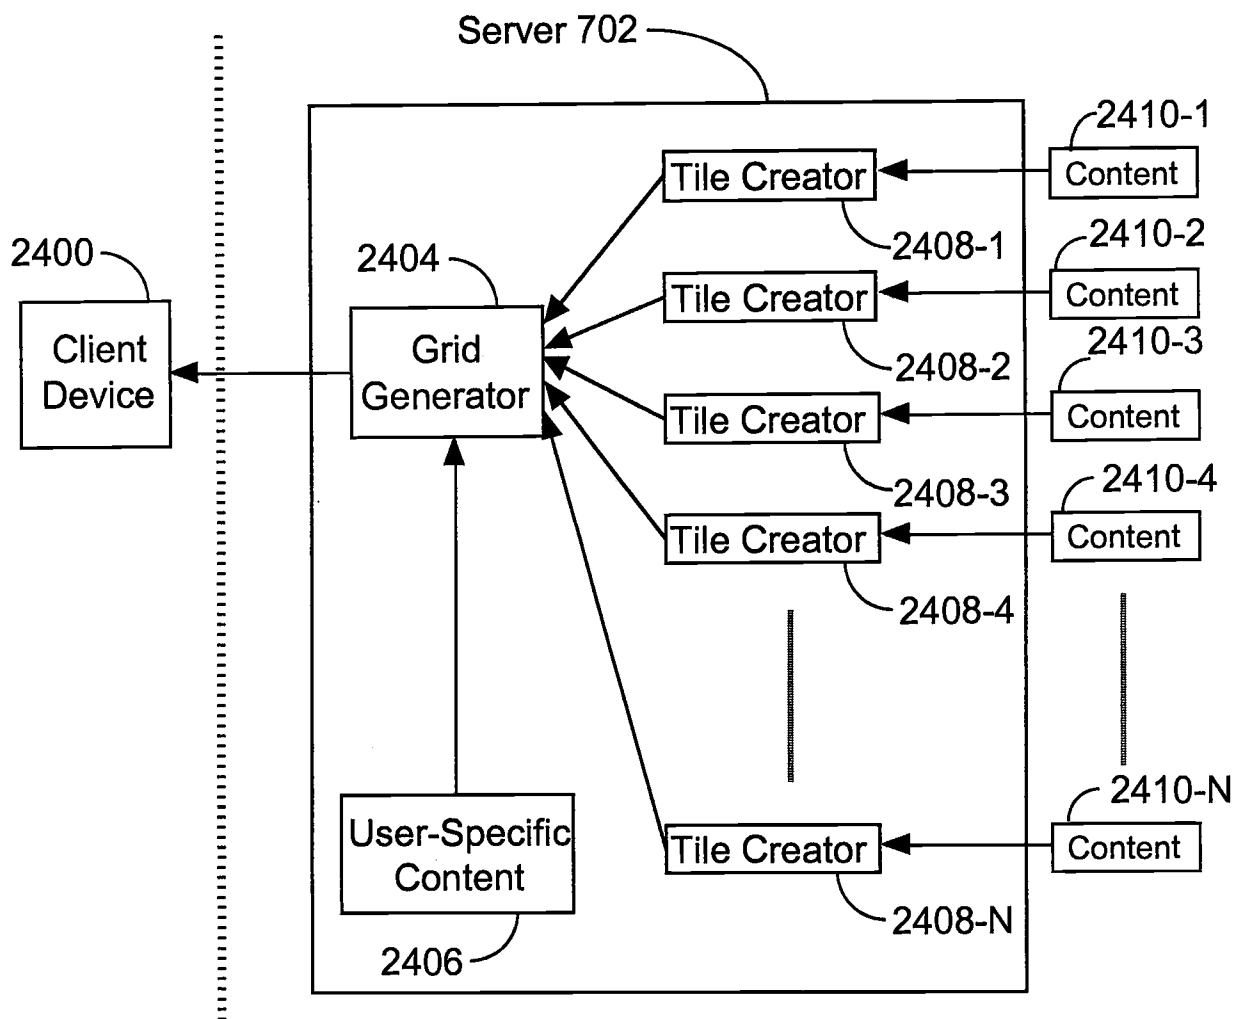 Server 702
2410-1
Tile Creator
Content
2408-1
2410-2
2400
2404
Tile Creator
Content
2408-2
2410-3
Client
Device
Grid
Generator
Tile Creator
Content
2408-3
2410-4
Tile Creator
Content
2408-4
2410-N
User-Specific
Content
Tile Creator
Content
2408-N
2406